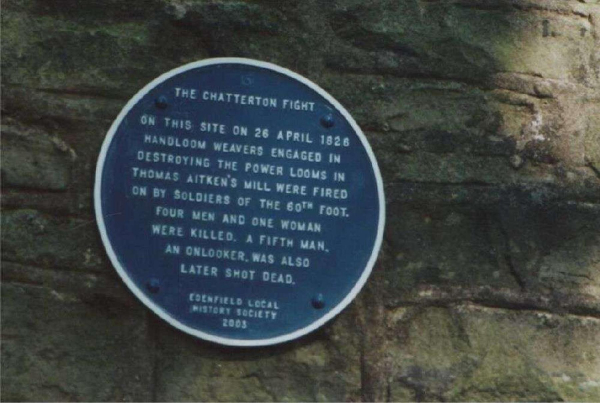 THE CHATTERTON FIGHT
ON THIS SITE ON 26 APRIL 1826
HANDLOOM WEAVERS ENGAGED IN
DESTROYING THE POWER LOOMS IN
THOMAS AITKEN'S MILL WERE FIRED
ON BY SOLDIERS OF THE 60TH FOOT.
FOUR MEN AND ONE WOMAN
WERE KILLED. A FIFTH MAN,
AN ONLOOKER, WAS ALSO
LATER SHOT DEAD.
EDENFIELD LOCAL
HISTORY SOCIETY
2003